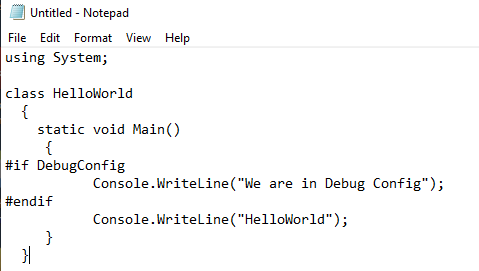 Untitled - Notepad
File Edit Format View Help
using System;

class HelloWorld
  {
    static void Main()
     {
#if DebugConfig
           Console.WriteLine("We are in Debug Config");
#endif
           Console.WriteLine("HelloWorld");
     }
  }